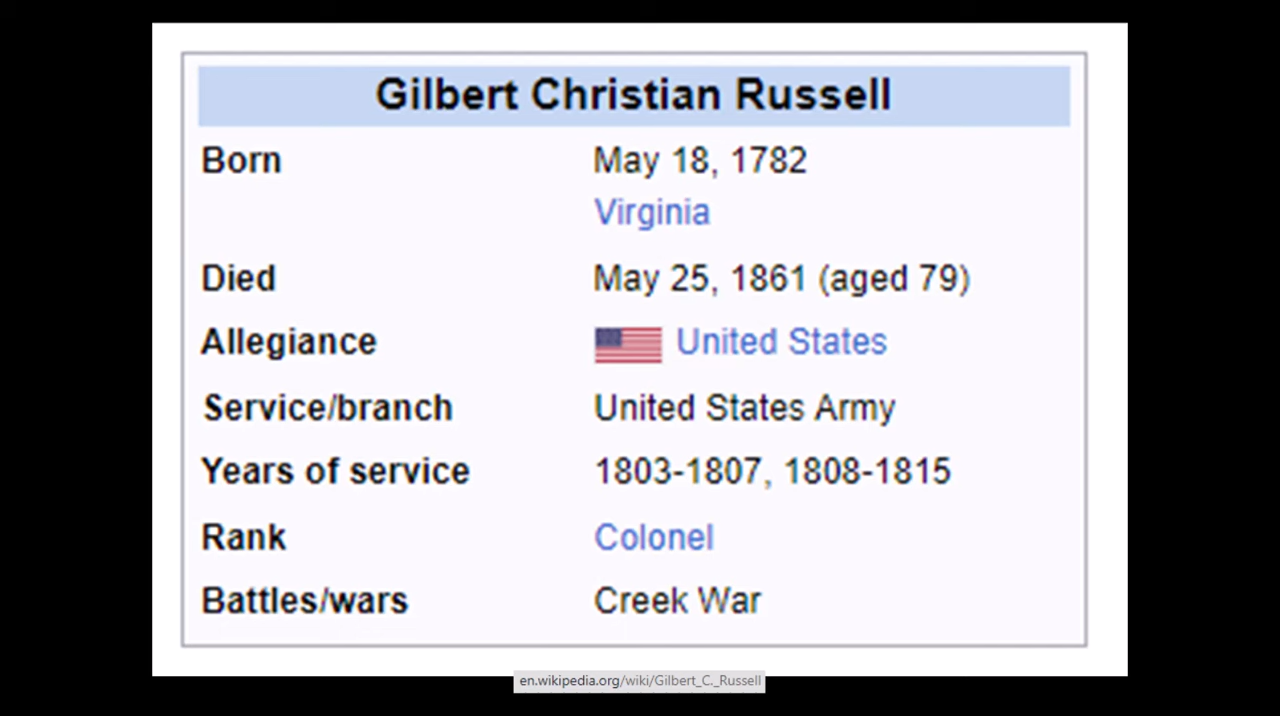 Gilbert Christian Russell
Born May 18, 1782
Virginia
Died May 25, 1861 (aged 79)
Allegiance United States
Service/branch United States Army
Years of service 1803-1807, 1808-1815
Rank Colonel
Battles/wars Creek War
en.wikipedia.org/wiki/Gilbert_C._Russell